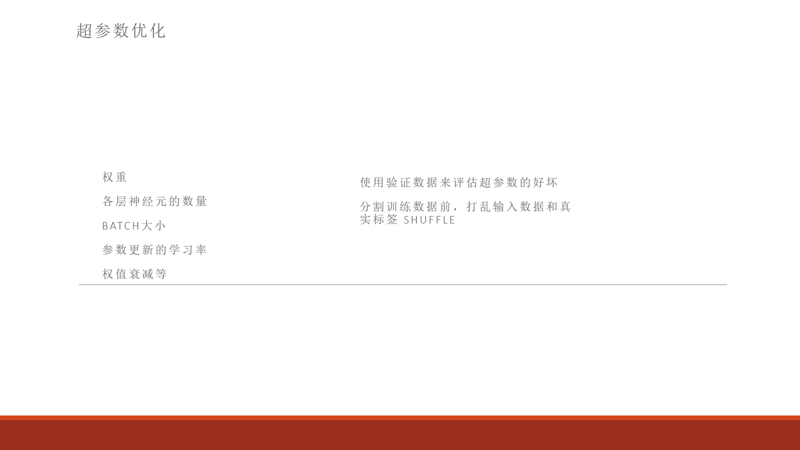 超参数优化
权重
各层神经元的数量
BATCH大小
参数更新的学习率
权值衰减等
使用验证数据来评估超参数的好坏
分割训练数据前，打乱输入数据和真
实标签 SHUFFLE